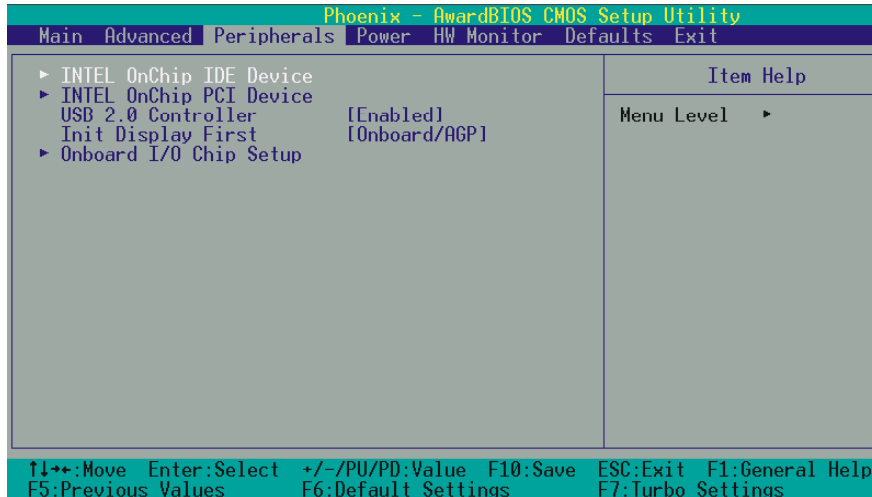 Phoenix - AwardBIOS CMOS Setup Utility
Main Advanced Peripherals Power HW Monitor Defaults Exit
► INTEL OnChip IDE Device
► INTEL OnChip PCI Device
USB 2.0 Controller [Enabled]
Init Display First [Onboard/AGP]
► Onboard I/O Chip Setup
Item Help
Menu Level ►
↑↓→←:Move Enter:Select +/-/PU/PD:Value F10:Save ESC:Exit F1:General Help
F5:Previous Values F6:Default Settings F7:Turbo Settings